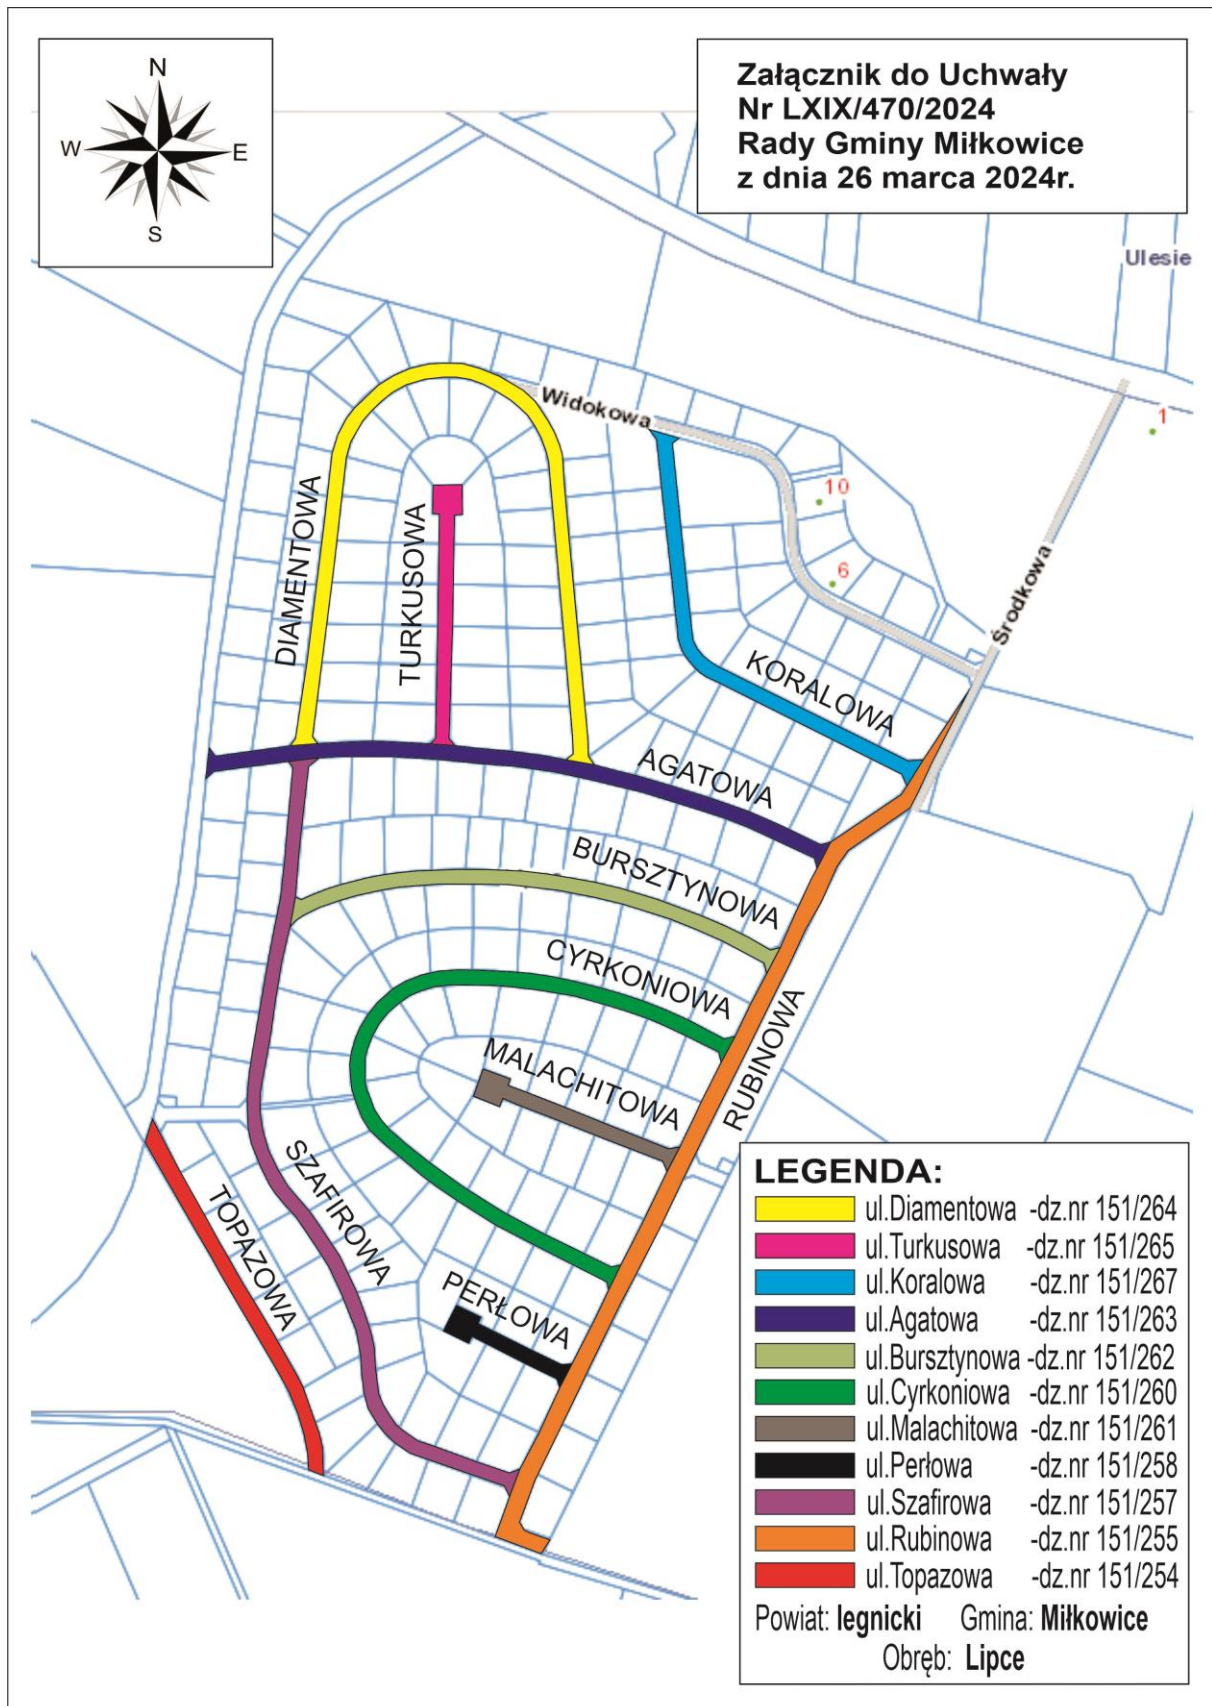 N
W
E
S
Załącznik do Uchwały
Nr LXIX/470/2024
Rady Gminy Miłkowice
z dnia 26 marca 2024r.
Ulesie
1
Widokowa
10
6
Środkowa
DIAMENTOWA
TURKUSOWA
KORALOWA
AGATOWA
BURSZTYNOWA
CYRKONIOWA
MALACHITOWA
RUBINOWA
SZAFIROWA
TOPAZOWA
PERŁOWA
LEGENDA:
ul.Diamentowa -dz.nr 151/264
ul.Turkusowa -dz.nr 151/265
ul.Koralowa -dz.nr 151/267
ul.Agatowa -dz.nr 151/263
ul.Bursztynowa -dz.nr 151/262
ul.Cyrkoniowa -dz.nr 151/260
ul.Malachitowa -dz.nr 151/261
ul.Perłowa -dz.nr 151/258
ul.Szafirowa -dz.nr 151/257
ul.Rubinowa -dz.nr 151/255
ul.Topazowa -dz.nr 151/254
Powiat: legnicki Gmina: Miłkowice
Obręb: Lipce